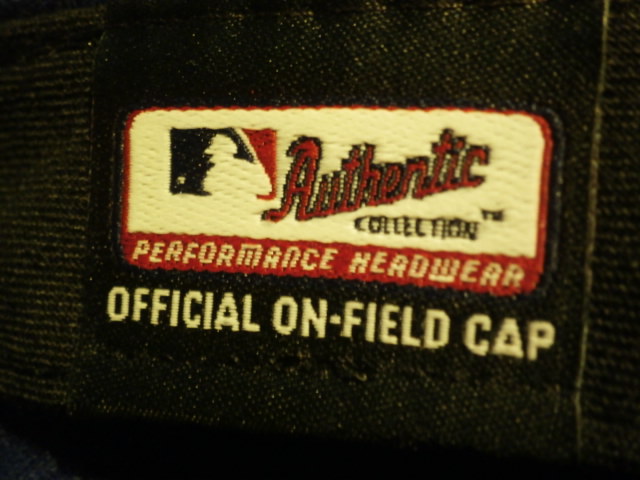 Authentic
COLLECTION™
PERFORMANCE HEADWEAR
OFFICIAL ON-FIELD CAP